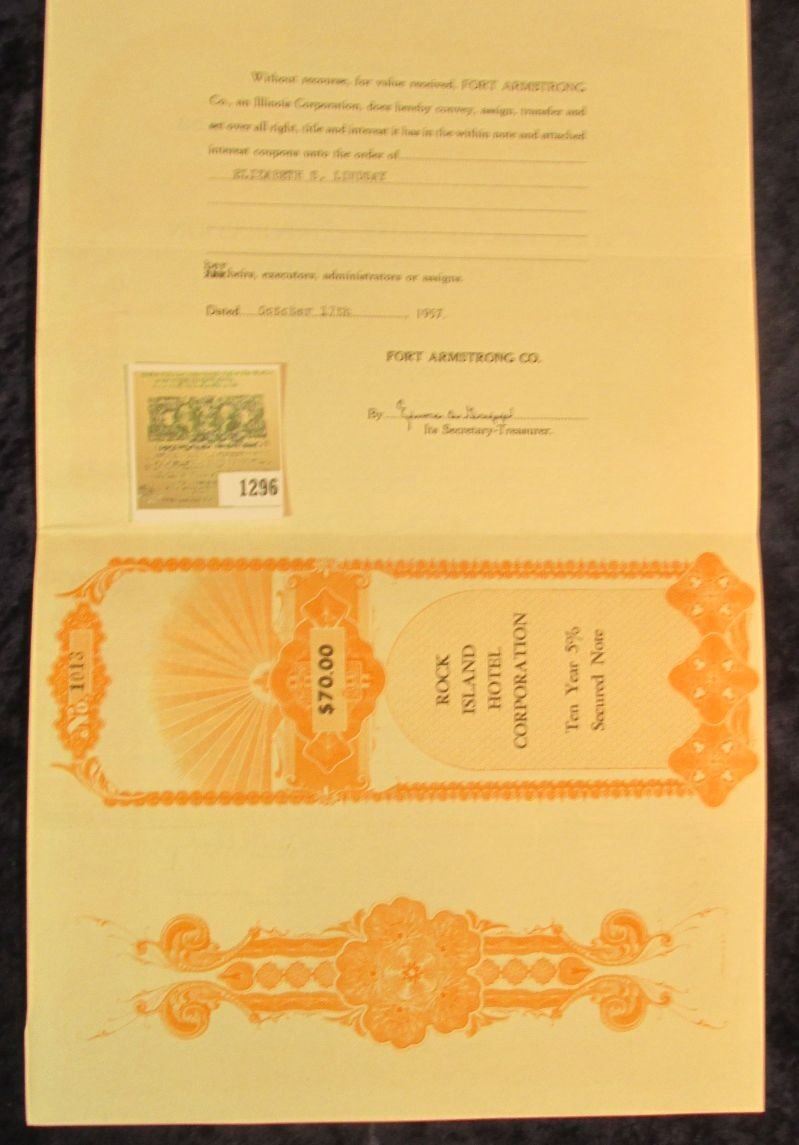 Without recourse, for value received, FORT ARMSTRONG
Co., an Illinois Corporation, does hereby convey, assign, transfer and
set over all right, title and interest it has in the within note and attached
interest coupons unto the order of
ELIZABETH S. LINDSAY
her
heirs, executors, administrators or assigns.
Dated October 17th, 1957.
FORT ARMSTRONG CO.
By
Its Secretary-Treasurer.
1296
No. 1013
$70.00
ROCK
ISLAND
HOTEL
CORPORATION
Ten Year 5%
Secured Note